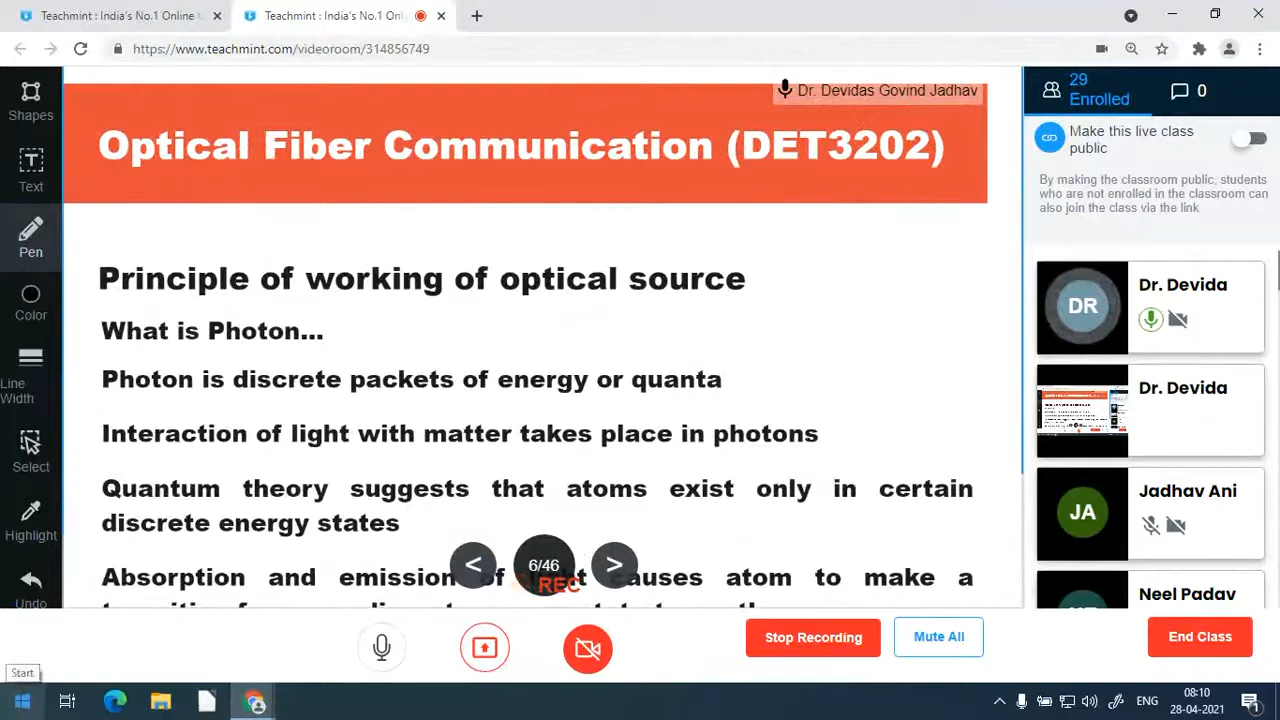 Teachmint : India's No.1 Online t
Teachmint : India's No.1 Onl
https://www.teachmint.com/videoroom/314856749
Shapes
Text
Pen
Color
Line
Width
Select
Highlight
Undo
Dr. Devidas Govind Jadhav
Optical Fiber Communication (DET3202)
Principle of working of optical source
What is Photon...
Photon is discrete packets of energy or quanta
Interaction of light with matter takes place in photons
Quantum theory suggests that atoms exist only in certain
discrete energy states
Absorption and emission of light causes atom to make a
< 6/46 >
REC
29
Enrolled
0
Make this live class
public
By making the classroom public, students
who are not enrolled in the classroom can
also join the class via the link
DR
Dr. Devida
Dr. Devida
JA
Jadhav Ani
Neel Padav
Stop Recording
Mute All
End Class
Start
ENG
08:10
28-04-2021
1